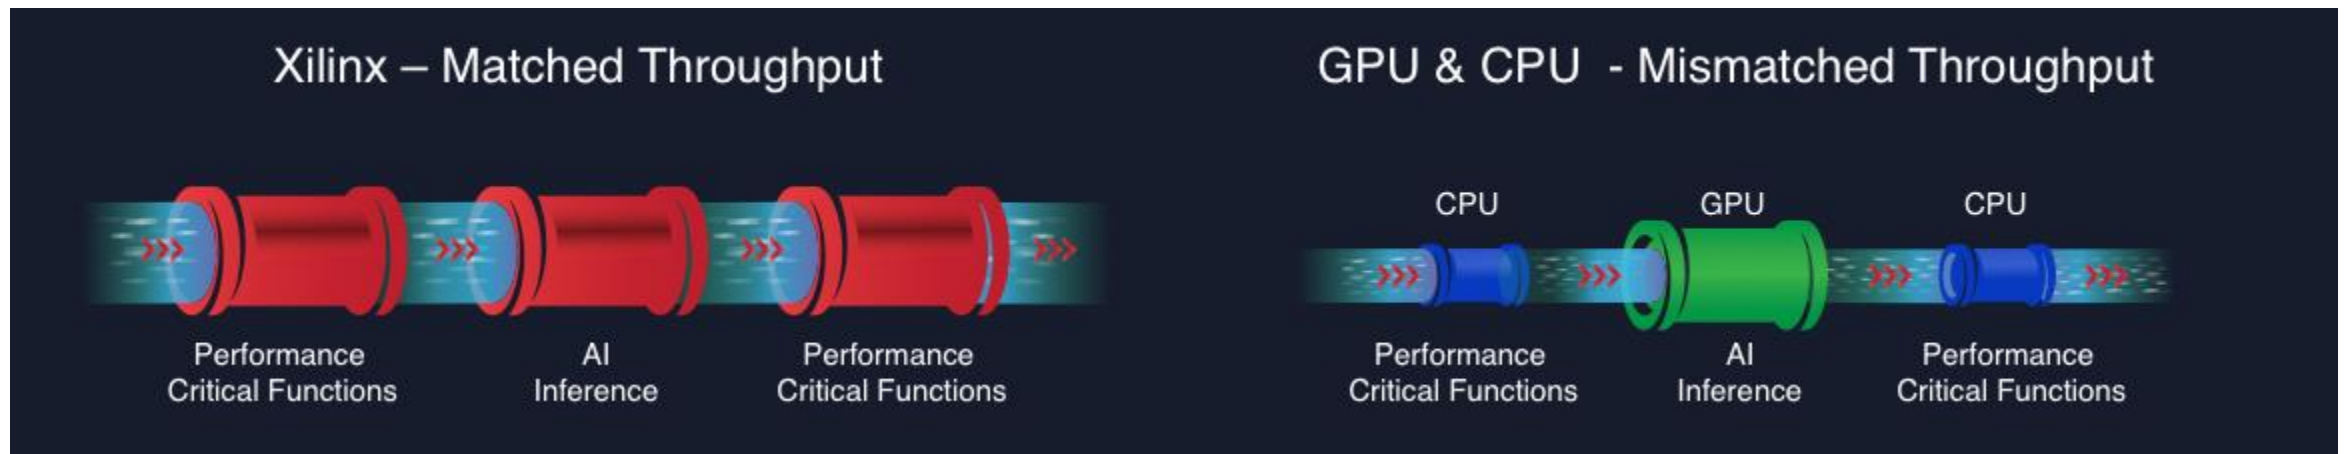 Xilinx – Matched Throughput
Performance
Critical Functions
AI
Inference
Performance
Critical Functions
GPU & CPU - Mismatched Throughput
CPU
GPU
CPU
Performance
Critical Functions
AI
Inference
Performance
Critical Functions